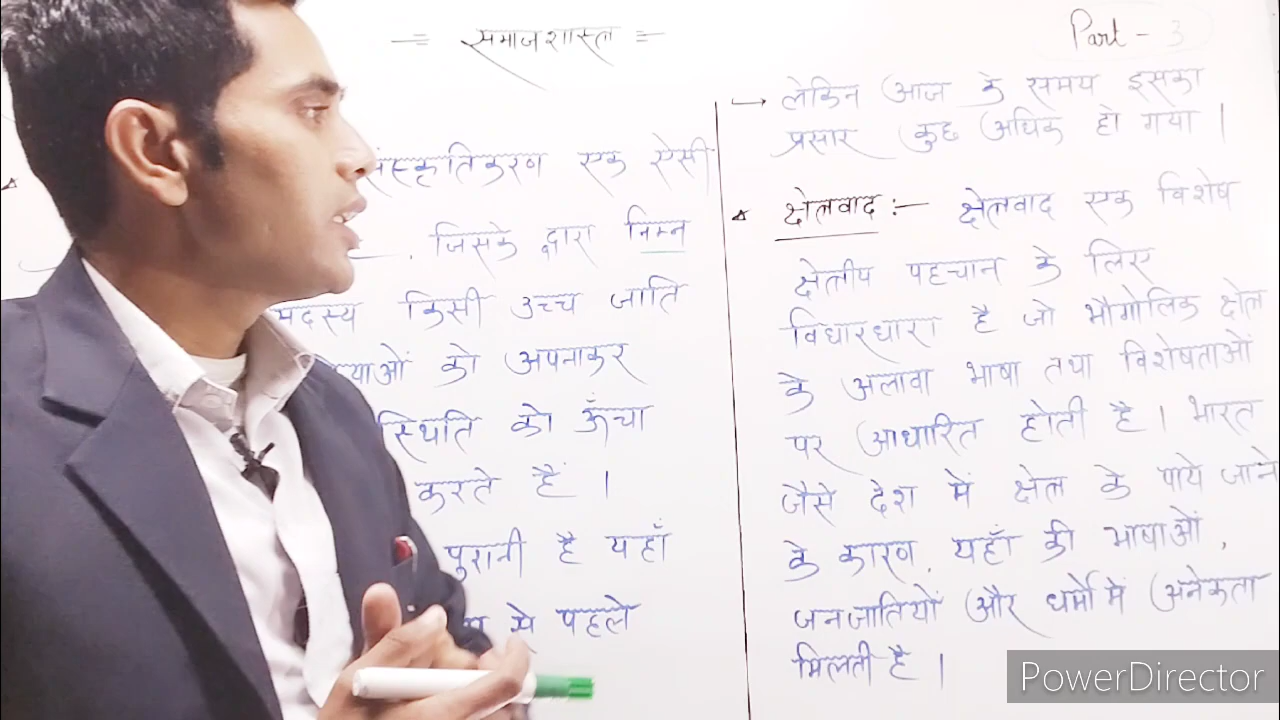 = समाजशास्त्र =
Part - 3
संस्कृतिकरण एक ऐसी
जिसके द्वारा निम्न
सदस्य किसी उच्च जाति
को अपनाकर
स्थिति को ऊँचा
करते हैं ।
पुरानी है यहाँ
से पहले
→ लेकिन आज के समय इसका
प्रसार कुछ अधिक हो गया ।
क्षेत्रवाद :- क्षेत्रवाद एक विशेष
क्षेत्रीय पहचान के लिए
विधारधारा है जो भौगोलिक क्षेत्र
के अलावा भाषा तथा विशेषताओं
पर आधारित होती है । भारत
जैसे देश में क्षेत्र के पाये जाने
के कारण, यहाँ की भाषाओं,
जनजातियों और धर्मों में अनेकता
मिलती है ।
PowerDirector